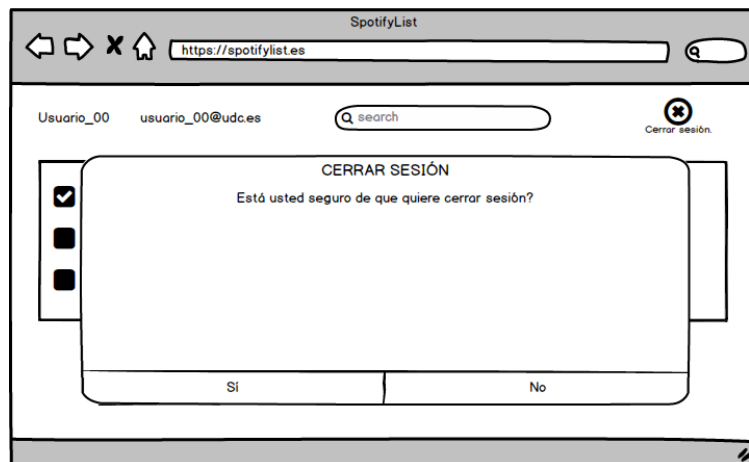 SpotifyList
https://spotifylist.es
Usuario_00
usuario_00@udc.es
search
Cerrar sesión.
CERRAR SESIÓN
Está usted seguro de que quiere cerrar sesión?
Sí
No